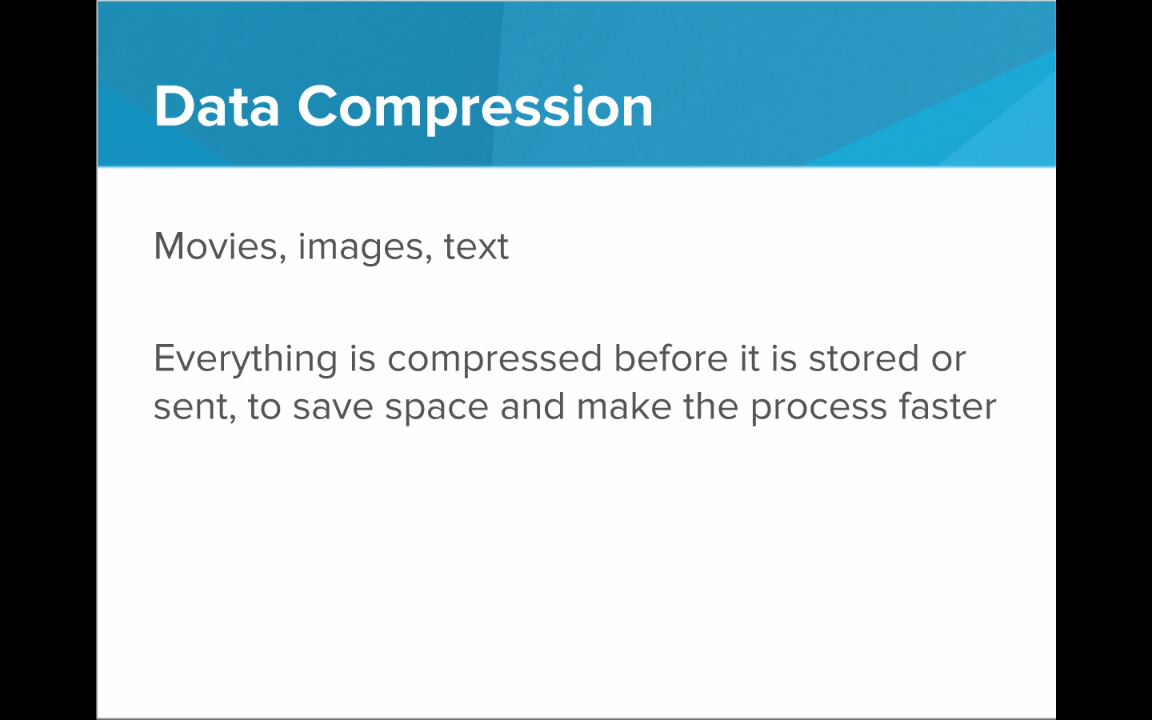 Data Compression
Movies, images, text
Everything is compressed before it is stored or
sent, to save space and make the process faster